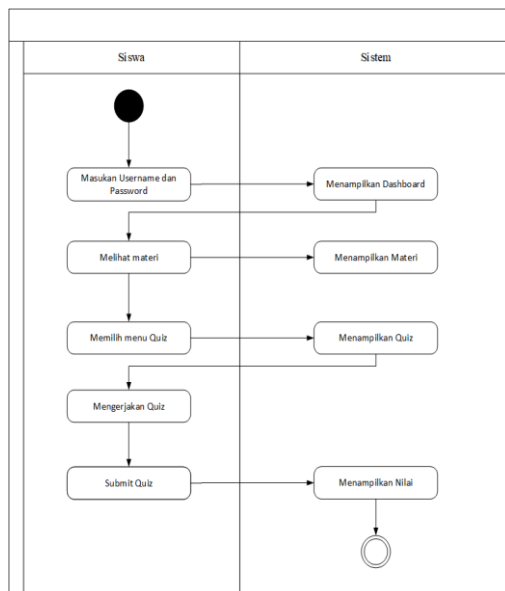 Siswa
Sistem
Masukan Username dan
Password
Menampilkan Dashboard
Melihat materi
Menampilkan Materi
Memilih menu Quiz
Menampilkan Quiz
Mengerjakan Quiz
Submit Quiz
Menampilkan Nilai